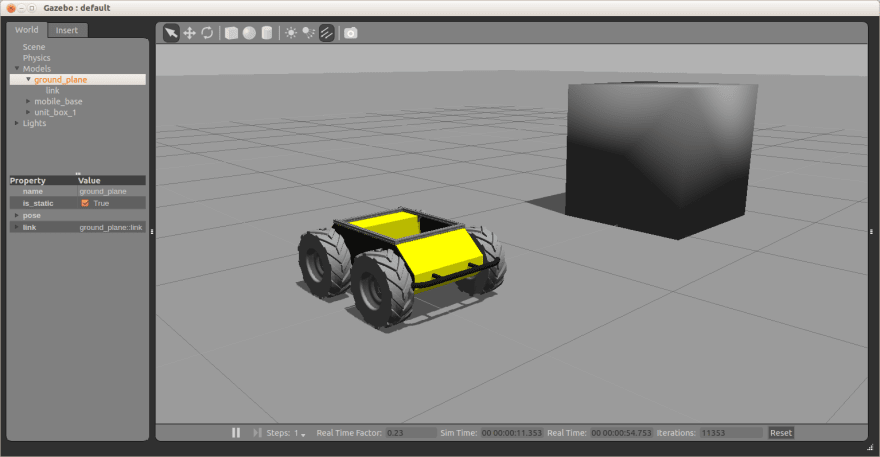 Gazebo : default
World Insert
Scene
Physics
Models
ground_plane
link
mobile_base
unit_box_1
Lights
Property Value
name ground_plane
is_static True
pose
link ground_plane::link
Steps: 1 Real Time Factor: 0.23 Sim Time: 00 00:00:11.353 Real Time: 00 00:00:54.753 Iterations: 11353 Reset